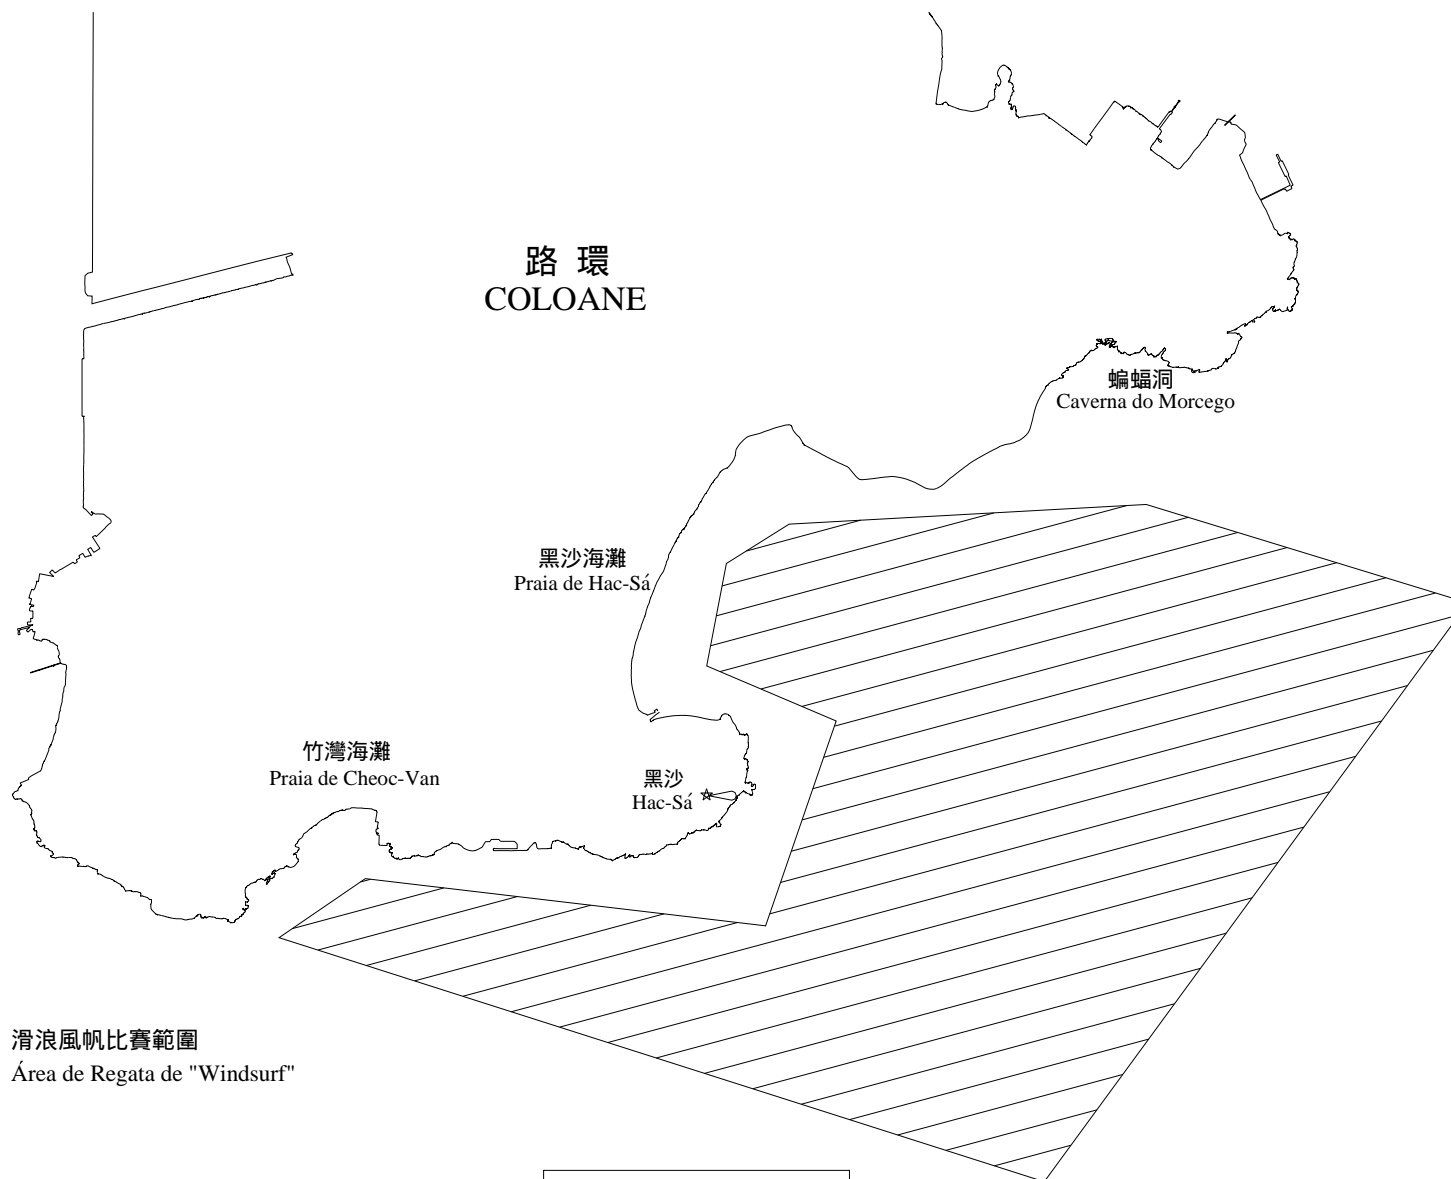 路 環
COLOANE
蝙蝠洞
Caverna do Morcego
黑沙海灘
Praia de Hac-Sá
竹灣海灘
Praia de Cheoc-Van
黑沙
Hac-Sá
滑浪風帆比賽範圍
Área de Regata de "Windsurf"